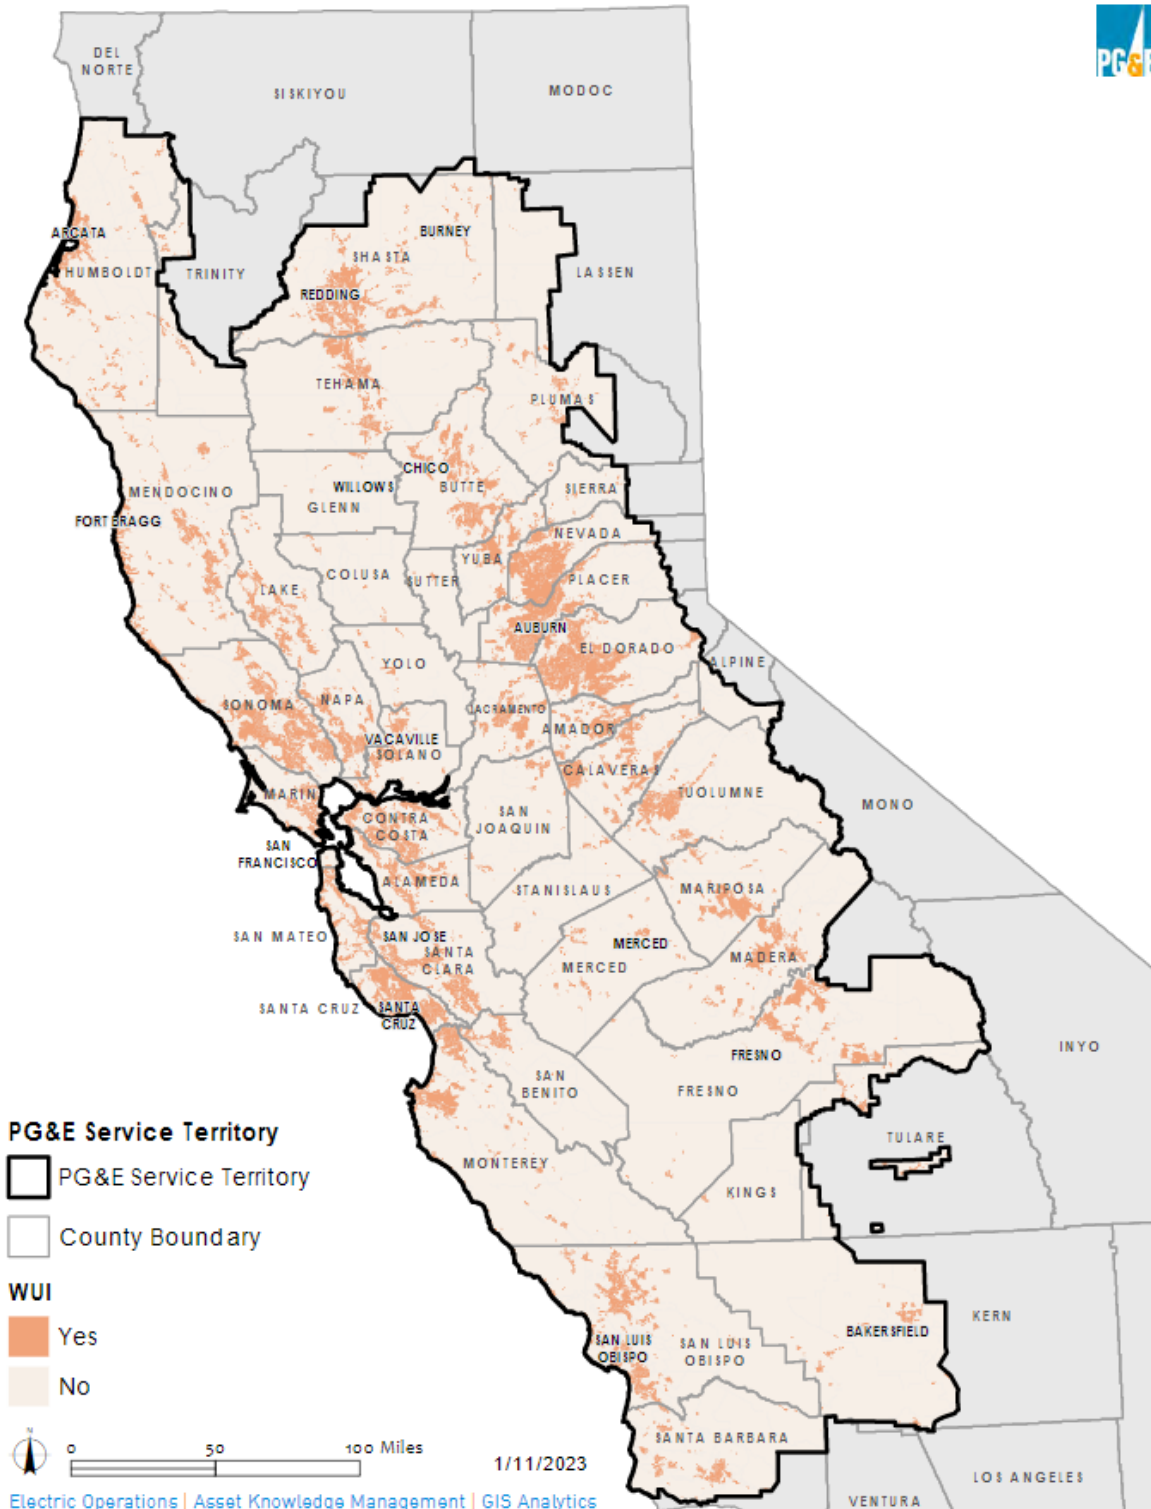 PG&E
DEL
NORTE
SISKIYOU
MODOC
ARCATA
HUMBOLDT
TRINITY
BURNEY
SHASTA
REDDING
LASSEN
TEHAMA
PLUMAS
CHICO
BUTTE
WILLOWS
GLENN
MENDOCINO
FORT BRAGG
SIERRA
NEVADA
YUBA
PLACER
COLUSA
SUTTER
LAKE
AUBURN
EL DORADO
YOLO
ALPINE
SONOMA
NAPA
SACRAMENTO
AMADOR
VACAVILLE
SOLANO
CALAVERAS
TUOLUMNE
MARIN
MONO
CONTRA
COSTA
SAN
JOAQUIN
SAN
FRANCISCO
ALAMEDA
STANISLAUS
MARIPOSA
SAN MATEO
SAN JOSE
SANTA
CLARA
MERCED
MERCED
MADERA
SANTA CRUZ
SANTA
CRUZ
FRESNO
FRESNO
INYO
SAN
BENITO
TULARE
MONTEREY
KINGS
KERN
BAKERSFIELD
SAN LUIS
OBISPO
SAN LUIS
OBISPO
SANTA BARBARA
LOS ANGELES
VENTURA
PG&E Service Territory
PG&E Service Territory
County Boundary
WUI
Yes
No
N
0 50 100 Miles
1/11/2023
Electric Operations | Asset Knowledge Management | GIS Analytics